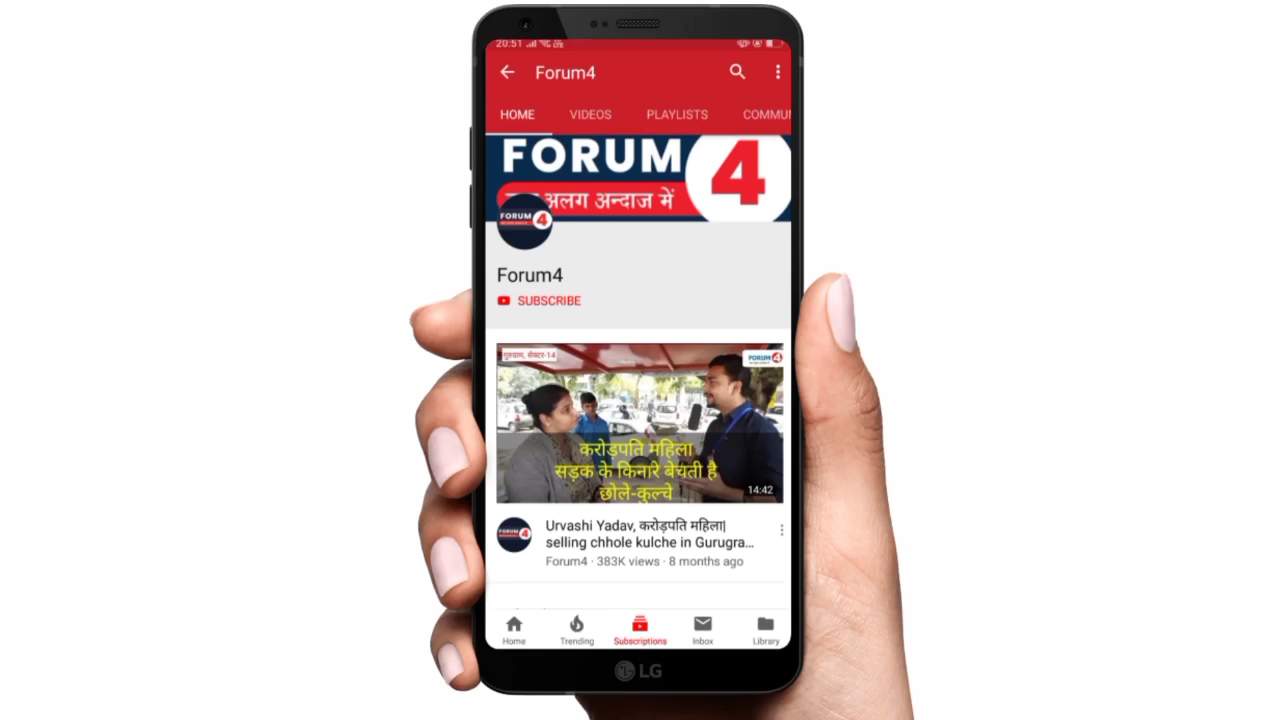 20:51
Forum4
HOME VIDEOS PLAYLISTS COMMU
FORUM 4
अलग अन्दाज में
FORUM 4
Forum4
SUBSCRIBE
गुरुग्राम, सेक्टर-14
FORUM 4
करोड़पति महिला
सड़क के किनारे बेचती है
छोले-कुल्चे
14:42
FORUM 4
Urvashi Yadav, करोड़पति महिला|
selling chhole kulche in Gurugra...
Forum4 · 383K views · 8 months ago
Home Trending Subscriptions Inbox Library
LG